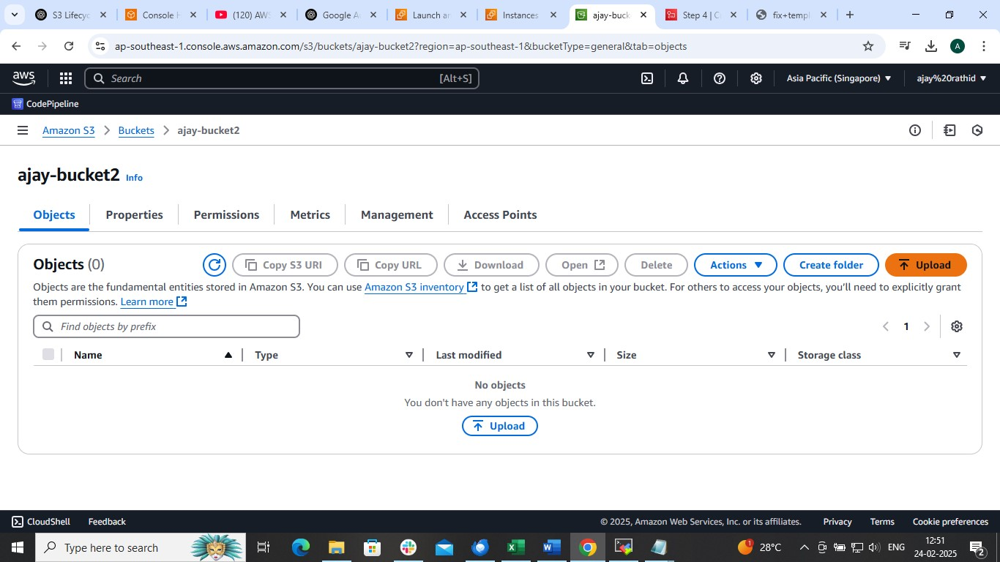 S3 Lifecyc
Console H
(120) AWS
Google A
Launch an
Instances
ajay-buck
Step 4 | C
fix+templ
ap-southeast-1.console.aws.amazon.com/s3/buckets/ajay-bucket2?region=ap-southeast-1&bucketType=general&tab=objects
A
aws
Search [Alt+S]
Asia Pacific (Singapore)
ajay%20rathid
CodePipeline
Amazon S3 > Buckets > ajay-bucket2
ajay-bucket2 Info
Objects Properties Permissions Metrics Management Access Points
Objects (0)
Copy S3 URI Copy URL Download Open Delete Actions Create folder Upload
Objects are the fundamental entities stored in Amazon S3. You can use Amazon S3 inventory to get a list of all objects in your bucket. For others to access your objects, you'll need to explicitly grant
them permissions. Learn more
Find objects by prefix
1
Name Type Last modified Size Storage class
No objects
You don't have any objects in this bucket.
Upload
CloudShell Feedback © 2025, Amazon Web Services, Inc. or its affiliates. Privacy Terms Cookie preferences
Type here to search
1
28°C
ENG
12:51
24-02-2025
2